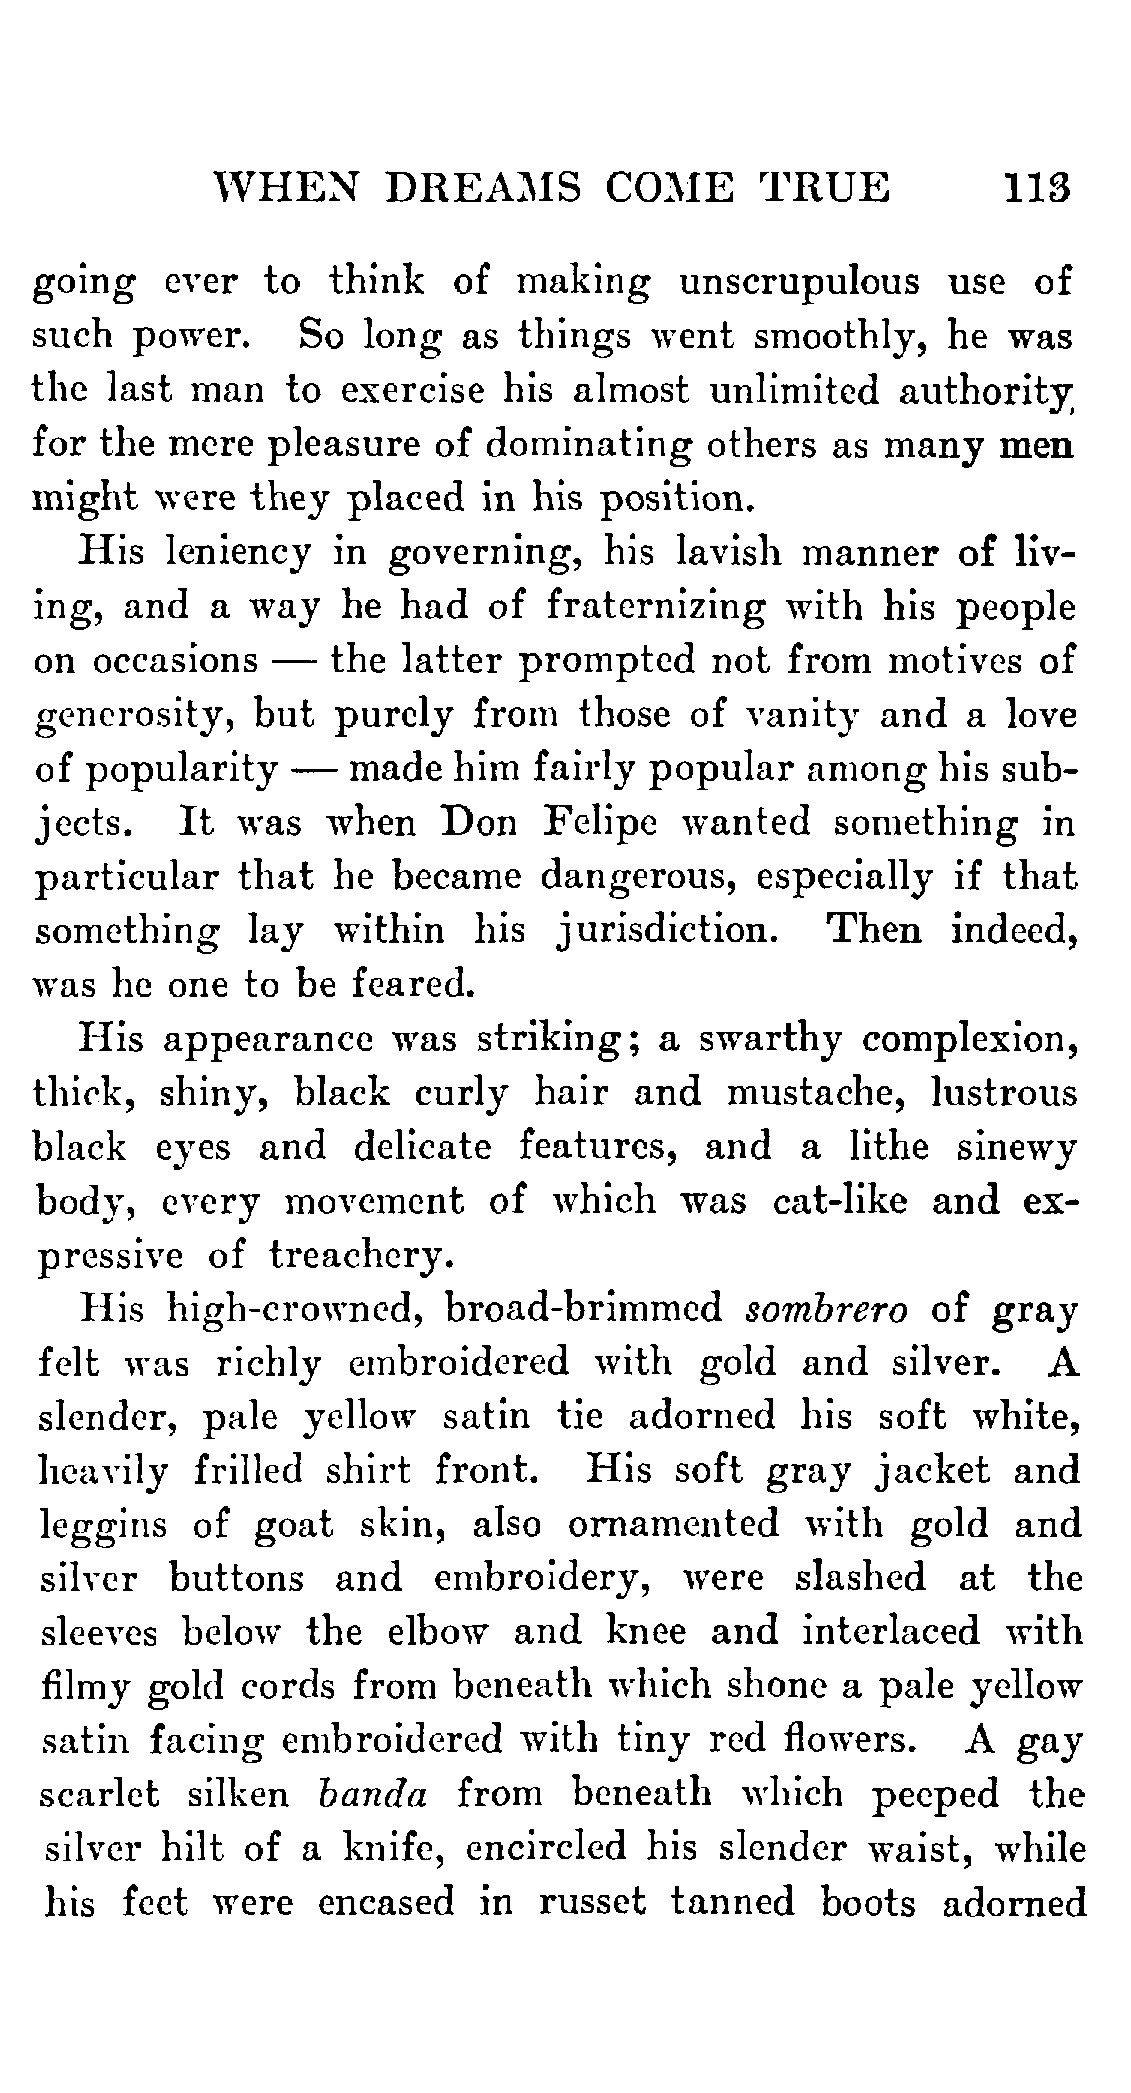 WHEN DREAMS COME TRUE 113
going ever to think of making unscrupulous use of
such power. So long as things went smoothly, he was
the last man to exercise his almost unlimited authority,
for the mere pleasure of dominating others as many men
might were they placed in his position.
His leniency in governing, his lavish manner of liv-
ing, and a way he had of fraternizing with his people
on occasions — the latter prompted not from motives of
generosity, but purely from those of vanity and a love
of popularity — made him fairly popular among his sub-
jects. It was when Don Felipe wanted something in
particular that he became dangerous, especially if that
something lay within his jurisdiction. Then indeed,
was he one to be feared.
His appearance was striking; a swarthy complexion,
thick, shiny, black curly hair and mustache, lustrous
black eyes and delicate features, and a lithe sinewy
body, every movement of which was cat-like and ex-
pressive of treachery.
His high-crowned, broad-brimmed sombrero of gray
felt was richly embroidered with gold and silver. A
slender, pale yellow satin tie adorned his soft white,
heavily frilled shirt front. His soft gray jacket and
leggins of goat skin, also ornamented with gold and
silver buttons and embroidery, were slashed at the
sleeves below the elbow and knee and interlaced with
filmy gold cords from beneath which shone a pale yellow
satin facing embroidered with tiny red flowers. A gay
scarlet silken banda from beneath which peeped the
silver hilt of a knife, encircled his slender waist, while
his feet were encased in russet tanned boots adorned